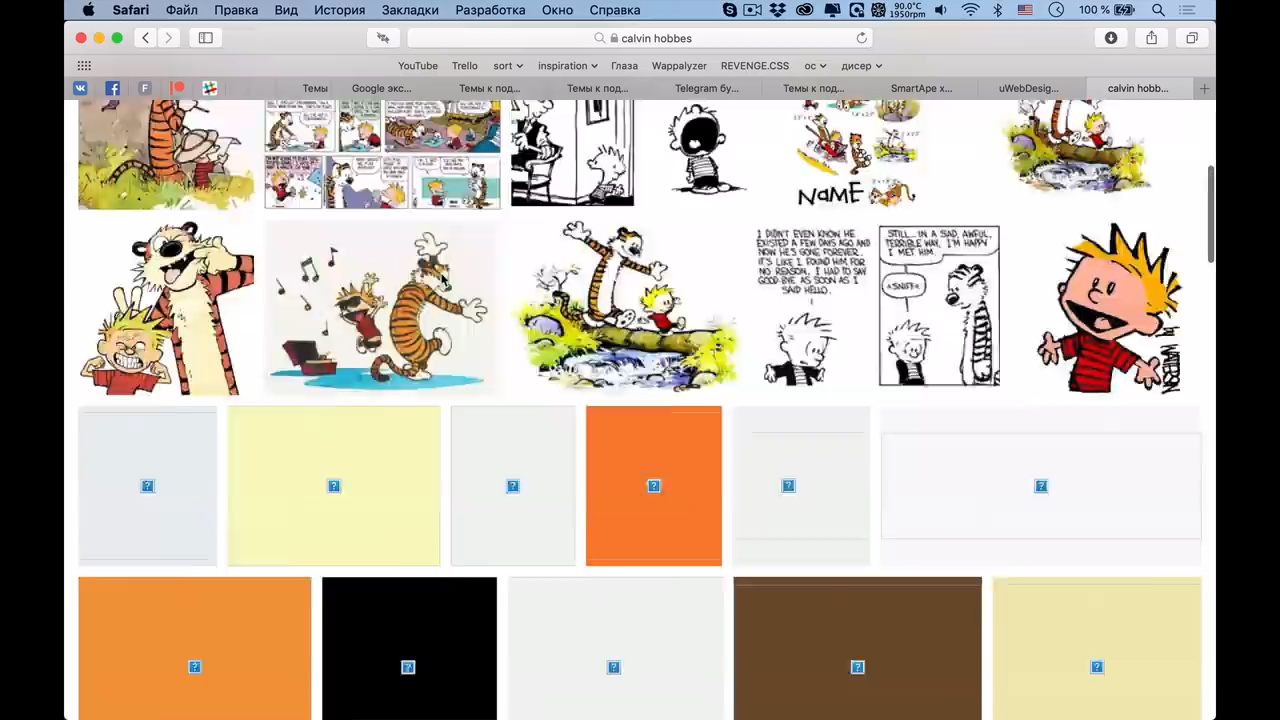 Safari Файл Правка Вид История Закладки Разработка Окно Справка 90.0°C 1950rpm 100 %
calvin hobbes
YouTube Trello sort inspiration Глаза Wappalyzer REVENGE.CSS ос дисер
F Темы Google экс... Темы к под... Темы к под... Telegram бу... Темы к под... SmartApe х... uWebDesig... calvin hobb...
NAME
I DIDN'T EVEN KNOW HE
EXISTED A FEW DAYS AGO AND
NOW HE'S GONE FOREVER.
IT'S LIKE I FOUND HIM FOR
NO REASON. I HAD TO SAY
GOOD-BYE AS SOON AS I
SAID HELLO.
STILL... IN A SAD, AWFUL,
TERRIBLE WAY, I'M HAPPY
I MET HIM.
*SNIFF*